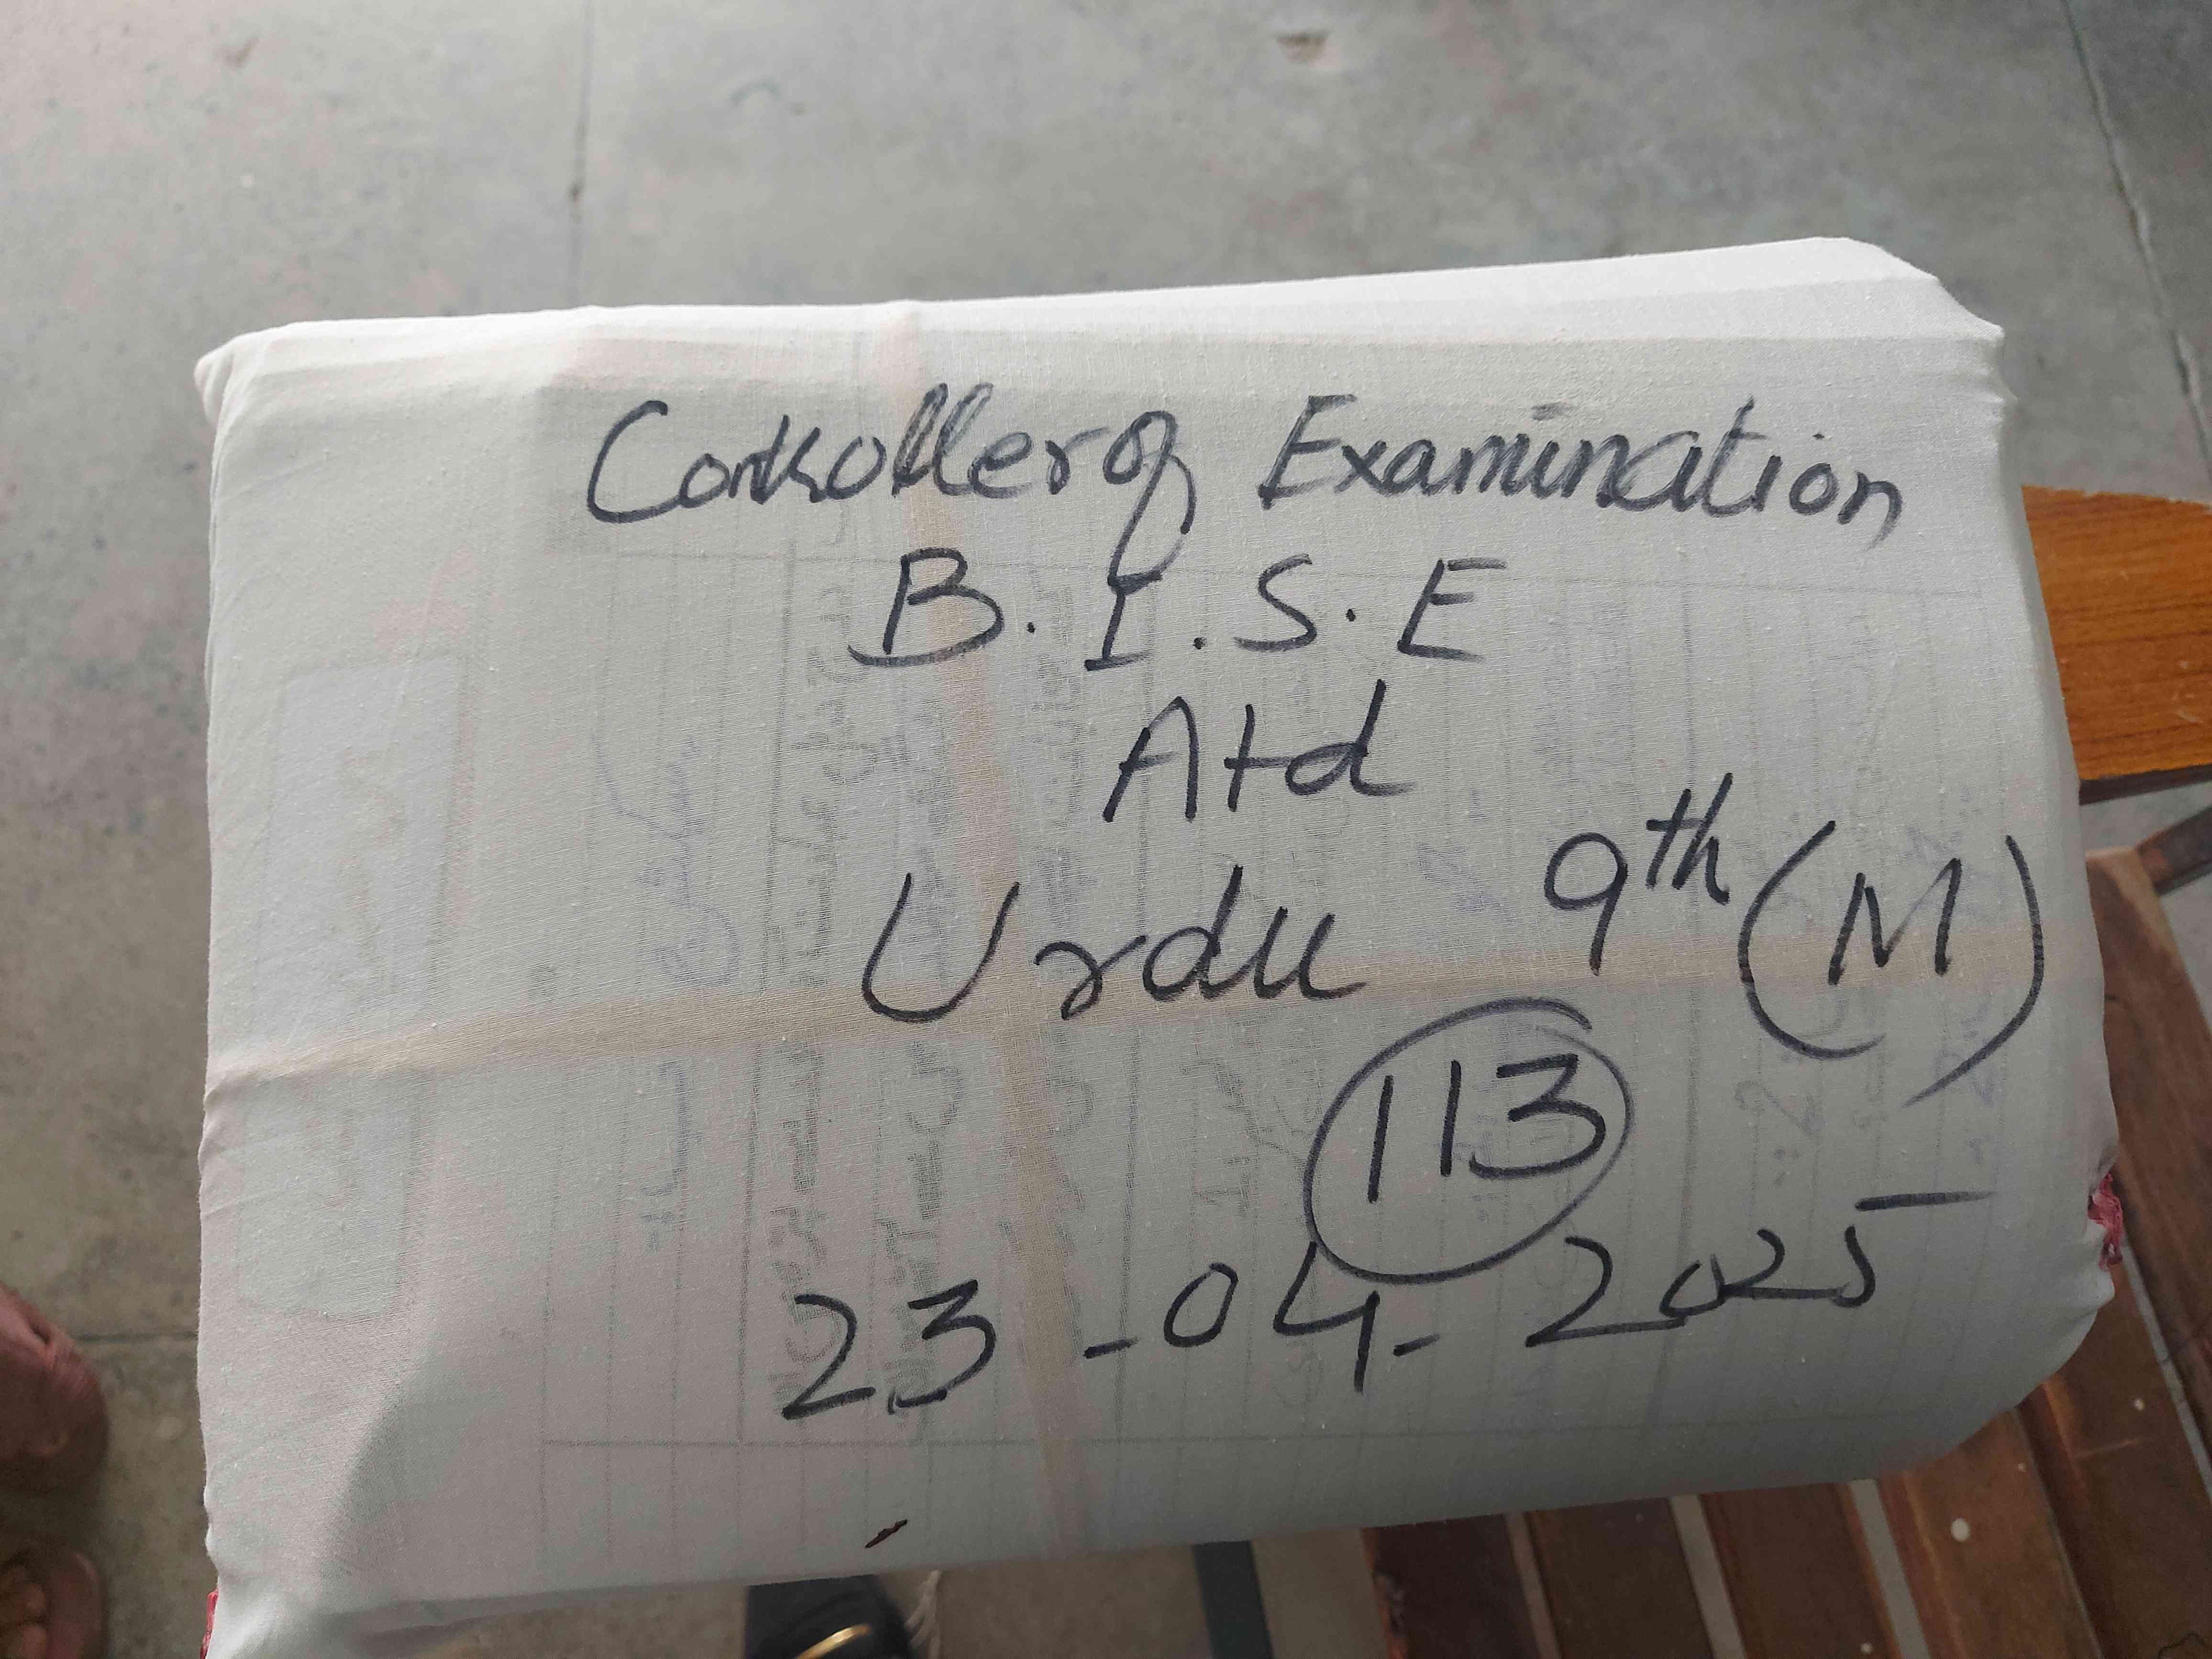 Controller of Examination
B.I.S.E
Atd
Urdu 9th (M)
113
23-04-2025